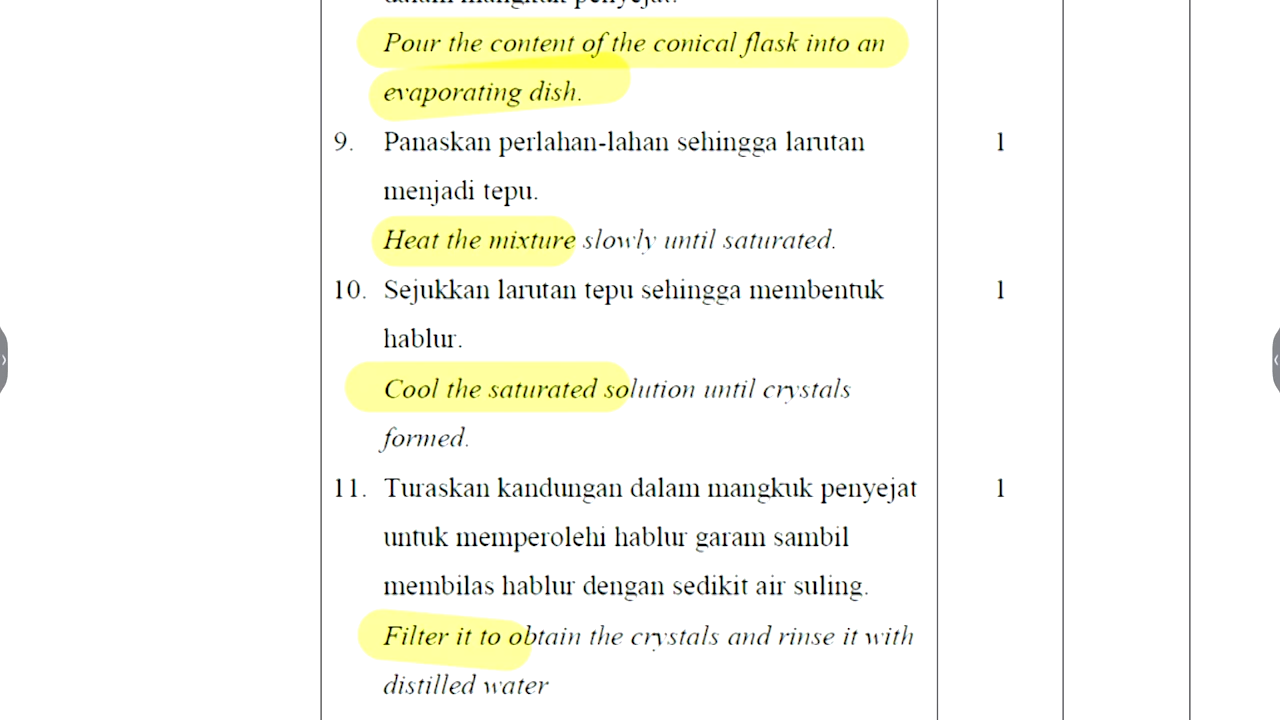 dalam mangkuk penyejat.
Pour the content of the conical flask into an
evaporating dish.
9. Panaskan perlahan-lahan sehingga larutan 1
menjadi tepu.
Heat the mixture slowly until saturated.
10. Sejukkan larutan tepu sehingga membentuk 1
hablur.
Cool the saturated solution until crystals
formed.
11. Turaskan kandungan dalam mangkuk penyejat 1
untuk memperolehi hablur garam sambil
membilas hablur dengan sedikit air suling.
Filter it to obtain the crystals and rinse it with
distilled water